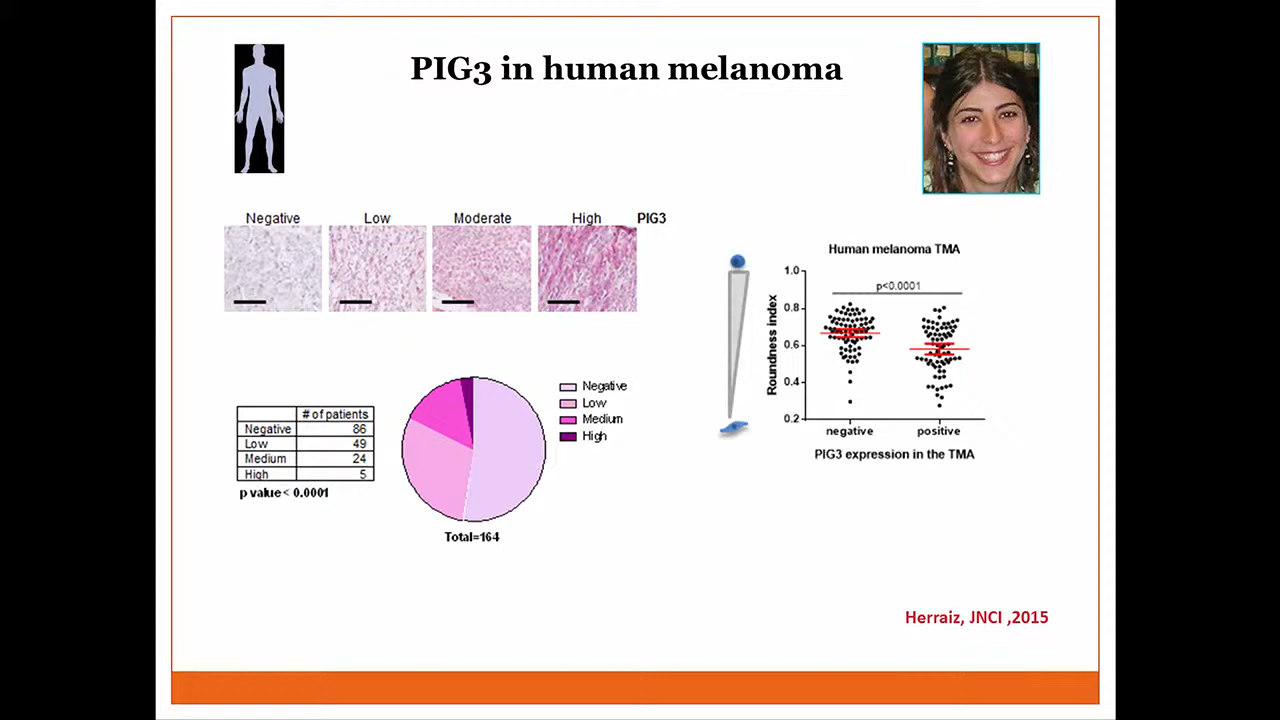 PIG3 in human melanoma
Negative Low Moderate High PIG3
# of patients
Negative 86
Low 49
Medium 24
High 5
p value< 0.0001
Negative
Low
Medium
High
Total=164
Human melanoma TMA
p<0.0001
Roundness index
1.0
0.8
0.6
0.4
0.2
negative positive
PIG3 expression in the TMA
Herraiz, JNCI ,2015